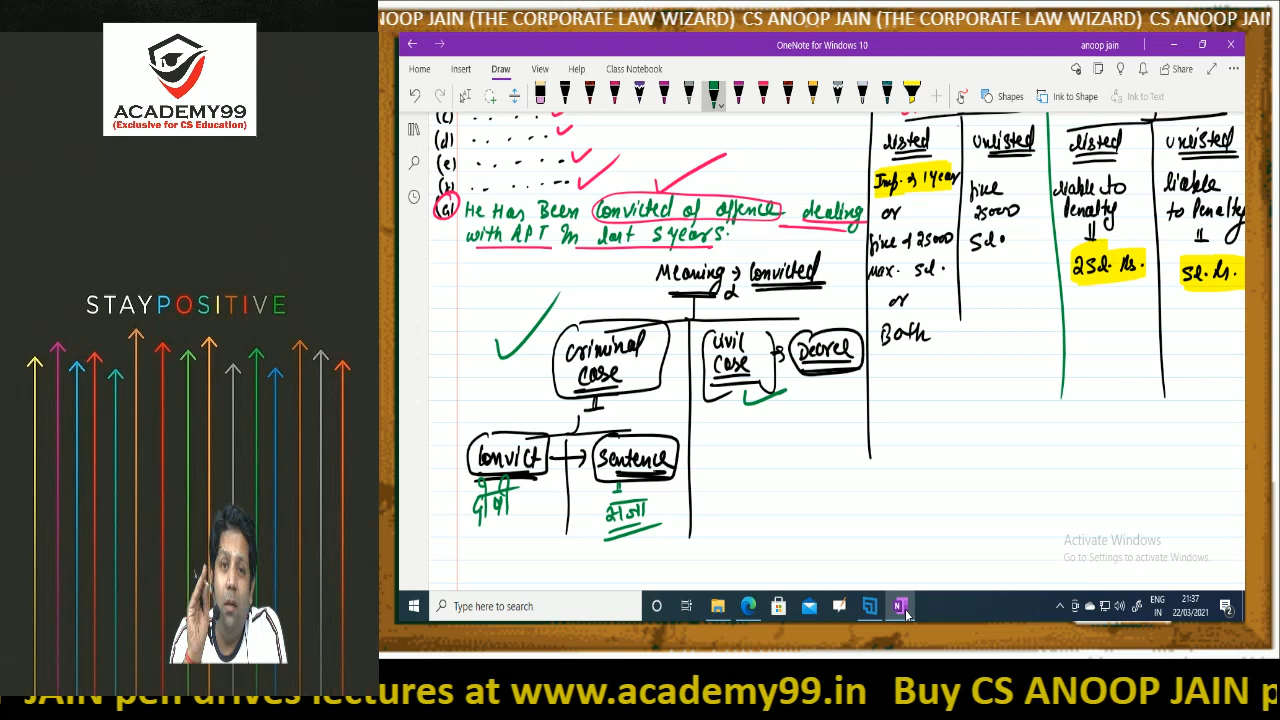 ANOOP JAIN (THE CORPORATE LAW WIZARD) CS ANOOP JAIN (THE CORPORATE LAW WIZARD) CS ANOOP JAIN
OneNote for Windows 10
anoop jain
Home Insert Draw View Help Class Notebook
Share
Shapes Ink to Shape Ink to Text
ACADEMY99
(Exclusive for CS Education)
STAYPOSITIVE
(c)
(d)
(e)
(g) He Has Been convicted of offence dealing
with RPT in last 5 years.
Meaning of convicted
criminal
case
civil
case
Decree
convict → sentence
दोषी
सजा
listed
Imp. of 1 year
or
fine of 25000
max. 5L.
or
Both
unlisted
fine
25000
5L.
listed
liable to
penalty
=
25L. Rs.
unlisted
liable
to penalty
=
5L. Rs.
Activate Windows
Go to Settings to activate Windows.
Type here to search
ENG
IN
21:37
22/03/2021
2
JAIN pen drives lectures at www.academy99.in Buy CS ANOOP JAIN p